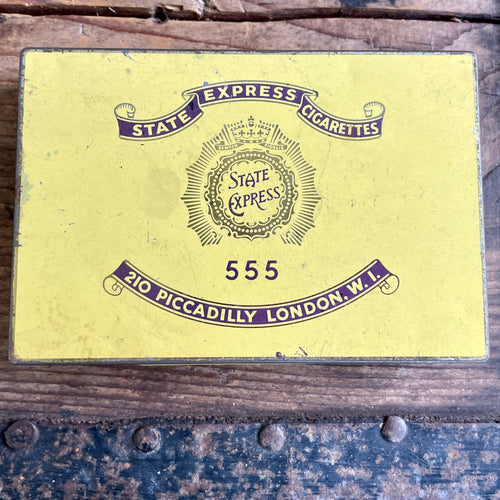 STATE EXPRESS CIGARETTES
STATE
EXPRESS
555
210 PICCADILLY LONDON. W. I.